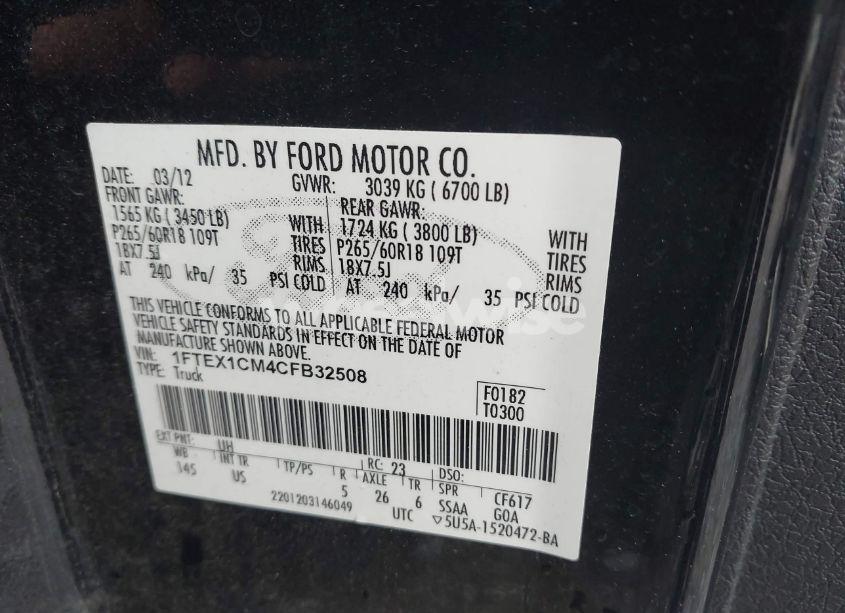 MFD. BY FORD MOTOR CO.
DATE: 03/12 GVWR: 3039 KG ( 6700 LB)
FRONT GAWR: REAR GAWR:
1565 KG ( 3450 LB) WITH 1724 KG ( 3800 LB) WITH
P265/60R18 109T TIRES P265/60R18 109T TIRES
18X7.5J RIMS 18X7.5J RIMS
AT 240 kPa/ 35 PSI COLD AT 240 kPa/ 35 PSI COLD
THIS VEHICLE CONFORMS TO ALL APPLICABLE FEDERAL MOTOR
VEHICLE SAFETY STANDARDS IN EFFECT ON THE DATE OF
MANUFACTURE SHOWN ABOVE.
VIN: 1FTEX1CM4CFB32508
TYPE: Truck
F0182
T0300
EXT PNT: UH RC: 23 DSO:
WB INT TR TP/PS R AXLE TR SPR CF617
145 US 5 26 6 SSAA GOA
2201203146049 UTC ▽5U5A-1520472-BA